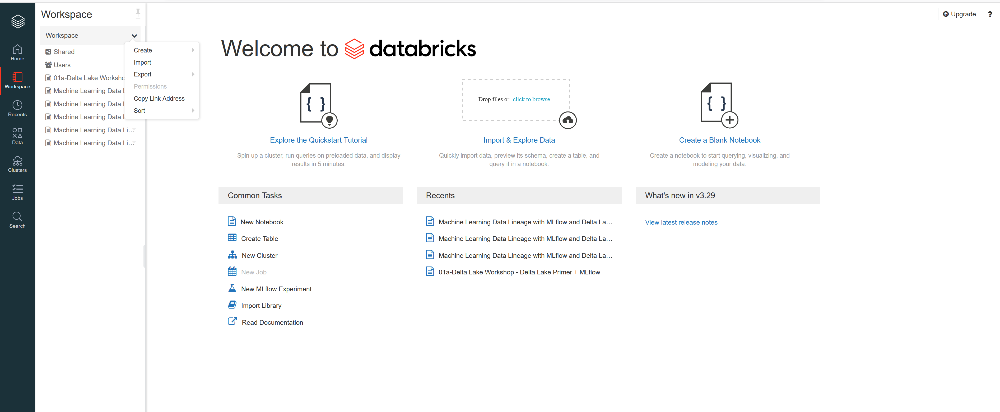 Workspace
Upgrade ?
Workspace
Shared
Users
01a-Delta Lake Worksho
Machine Learning Data L
Machine Learning Data L
Machine Learning Data L
Machine Learning Data Li...
Machine Learning Data Li...
Create
Import
Export
Permissions
Copy Link Address
Sort
Home
Workspace
Recents
Data
Clusters
Jobs
Search
Welcome to databricks
{ }
Drop files or click to browse
{ }
Explore the Quickstart Tutorial
Spin up a cluster, run queries on preloaded data, and display
results in 5 minutes.
Import & Explore Data
Quickly import data, preview its schema, create a table, and
query it in a notebook.
Create a Blank Notebook
Create a notebook to start querying, visualizing, and
modeling your data.
Common Tasks
New Notebook
Create Table
New Cluster
New Job
New MLflow Experiment
Import Library
Read Documentation
Recents
Machine Learning Data Lineage with MLflow and Delta La...
Machine Learning Data Lineage with MLflow and Delta La...
Machine Learning Data Lineage with MLflow and Delta La...
01a-Delta Lake Workshop - Delta Lake Primer + MLflow
What's new in v3.29
View latest release notes